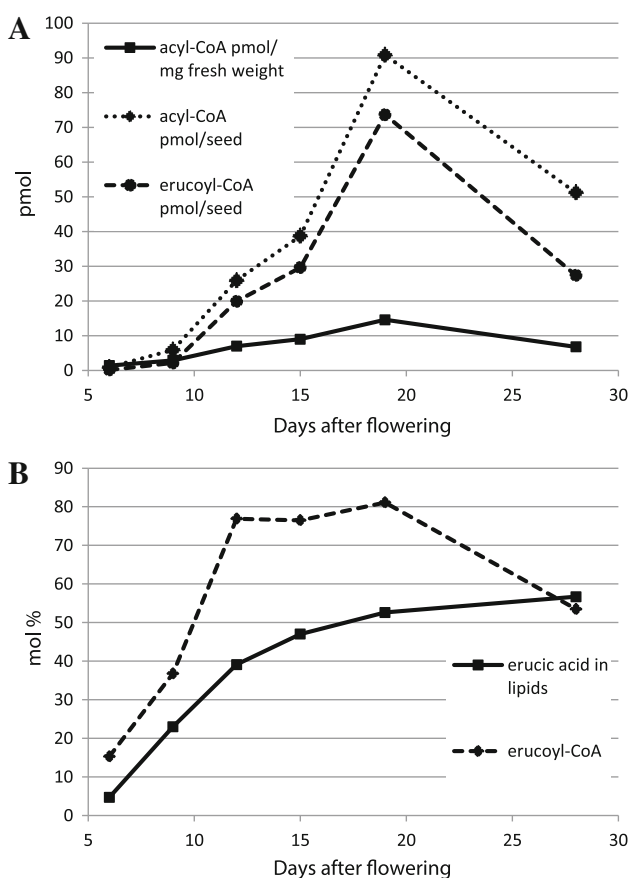 A
100
90
80
70
60
50
40
30
20
10
0
pmol
acyl-CoA pmol/
mg fresh weight
acyl-CoA
pmol/seed
erucoyl-CoA
pmol/seed
5 10 15 20 25 30
Days after flowering
B
90
80
70
60
50
40
30
20
10
0
mol %
erucic acid in
lipids
erucoyl-CoA
5 10 15 20 25 30
Days after flowering